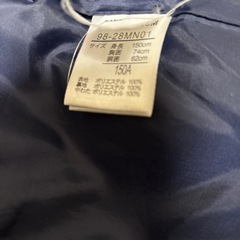 98-28MN01
サイズ 身長 150cm
胸囲 74cm
胴囲 62cm
150A
表地 ポリエステル 100%
裏地 ポリエステル 100%
中わた ポリエステル 100%